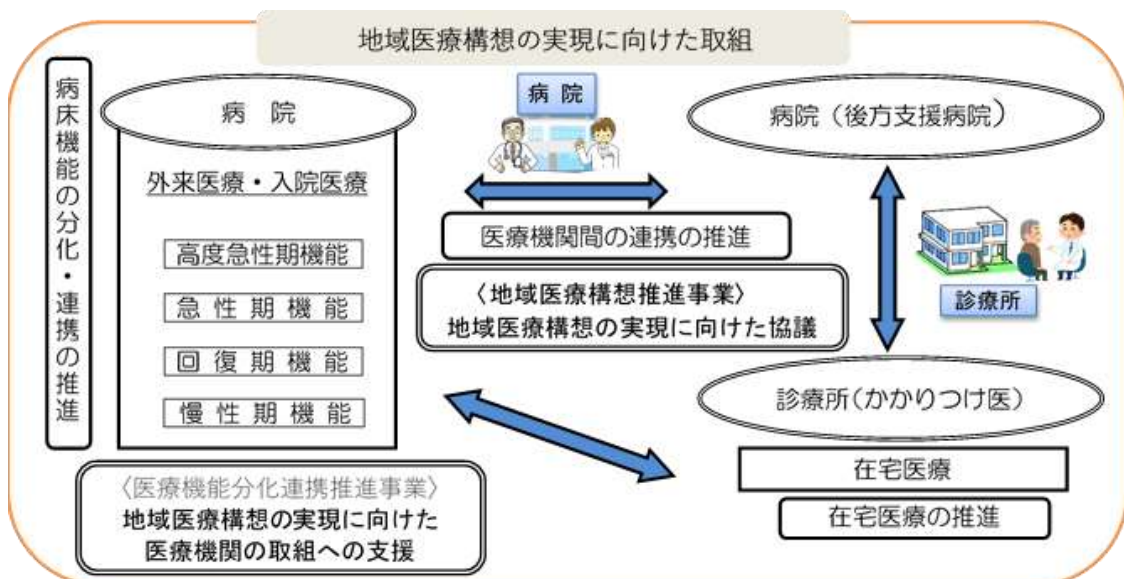 地域医療構想の実現に向けた取組
病床機能の分化・連携の推進
病 院
外来医療・入院医療
高度急性期機能
急性期機能
回復期機能
慢性期機能
〈医療機能分化連携推進事業〉
地域医療構想の実現に向けた
医療機関の取組への支援
病 院
医療機関間の連携の推進
〈地域医療構想推進事業〉
地域医療構想の実現に向けた協議
病院（後方支援病院）
診療所
診療所（かかりつけ医）
在宅医療
在宅医療の推進